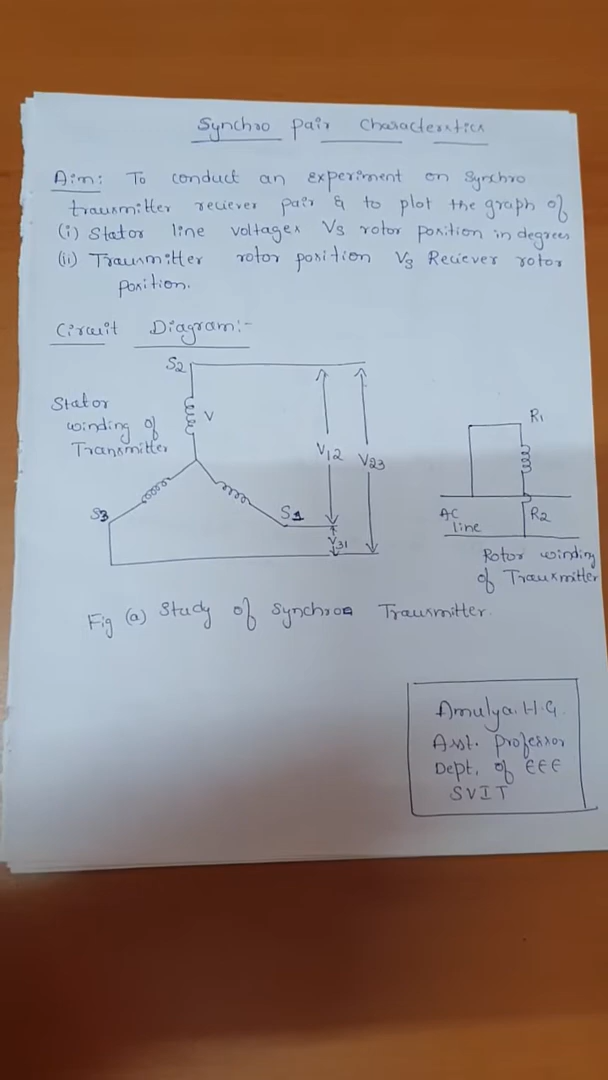 Synchro pair Characteristics
Aim: To conduct an experiment on Synchro
transmitter reciever pair & to plot the graph of
(i) Stator line voltages Vs rotor position in degrees
(ii) Transmitter rotor position Vs Reciever rotor
position.
Circuit Diagram:-
S2
Stator
winding of
Transmitter
V
V12
V23
S3
S1
V31
R1
AC
line
R2
Rotor winding
of Transmitter
Fig (a) Study of Synchro Transmitter.
Amulya. H.G.
Asst. Professor
Dept. of EEE
SVIT